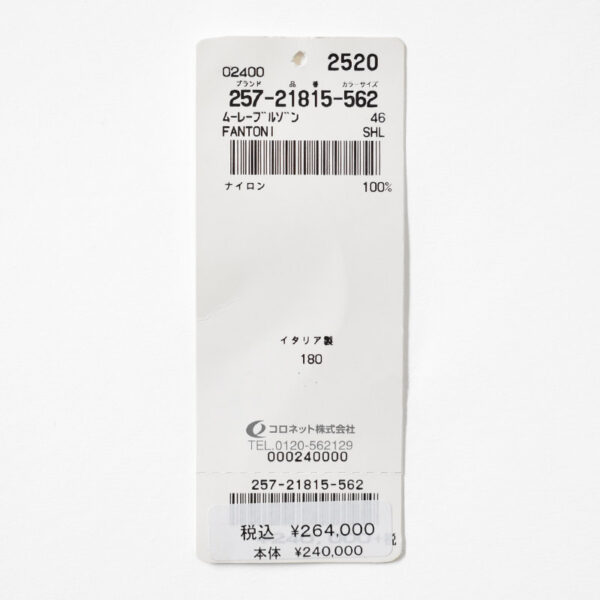 2520
02400
ブランド 品 番 カラーサイズ
257-21815-562
ムーレーブルゾン 46
FANTONI SHL
ナイロン 100%
イタリア製
180
コロネット株式会社
TEL.0120-562129
000240000
257-21815-562
税込 ¥264,000
本体 ¥240,000
税